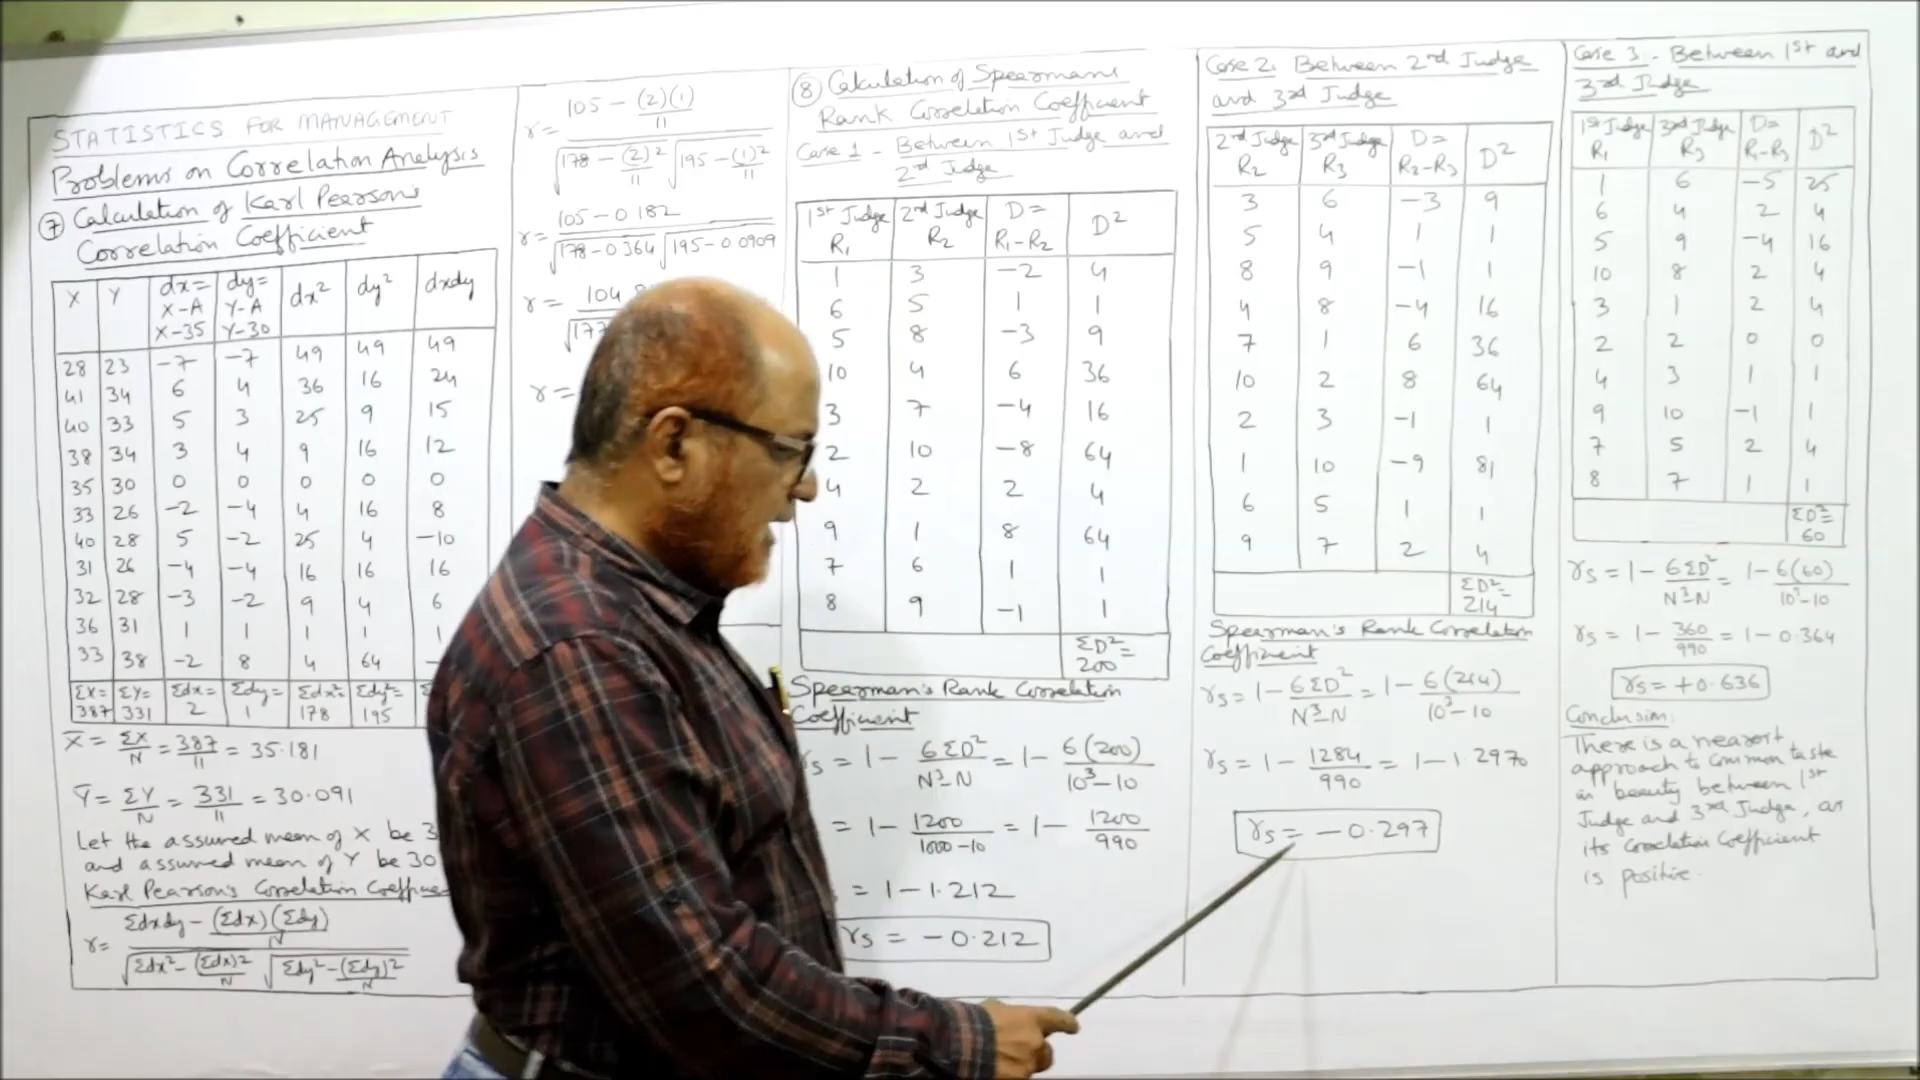 STATISTICS FOR MANAGEMENT
Problems on Correlation Analysis
⑦ Calculation of Karl Pearson's
Correlation Coefficient
X Y dx= X-A X-35 dy= Y-A Y-30 dx² dy² dxdy
28 23 -7 -7 49 49 49
41 34 6 4 36 16 24
40 33 5 3 25 9 15
38 34 3 4 9 16 12
35 30 0 0 0 0 0
33 26 -2 -4 4 16 8
40 28 5 -2 25 4 -10
31 26 -4 -4 16 16 16
32 28 -3 -2 9 4 6
36 31 1 1 1 1 1
33 38 -2 8 4 64 -
ΣX= 387 ΣY= 331 Σdx= 2 Σdy= 1 Σdx²= 178 Σdy²= 195 Σ
X̄ = ΣX/N = 387/11 = 35.181
Ȳ = ΣY/N = 331/11 = 30.091
Let the assumed mean of X be 3
and assumed mean of Y be 30
Karl Pearson's Correlation
r = Σdxdy - (Σdx)(Σdy)/N
√Σdx² - (Σdx)²/N √Σdy² - (Σdy)²/N
r = 105 - (2)(1)/11
√178 - (2)²/11 √195 - (1)²/11
r = 105 - 0.182
√178 - 0.364 √195 - 0.0909
r = 104.8
√177
r =
⑧ Calculation of Spearmans
Rank Correlation Coefficient
Case 1 - Between 1st Judge and
2nd Judge
1st Judge R₁ 2nd Judge R₂ D= R₁-R₂ D²
1 3 -2 4
6 5 1 1
5 8 -3 9
10 4 6 36
3 7 -4 16
2 10 -8 64
4 2 2 4
9 1 8 64
7 6 1 1
8 9 -1 1
ΣD²= 200
Spearman's Rank Correlation
Coefficient
rs = 1 - 6ΣD²/N³-N = 1 - 6(200)/10³-10
= 1 - 1200/1000-10 = 1 - 1200/990
= 1 - 1.212
rs = -0.212
Case 2. Between 2nd Judge
and 3rd Judge
2nd Judge R₂ 3rd Judge R₃ D= R₂-R₃ D²
3 6 -3 9
5 4 1 1
8 9 -1 1
4 8 -4 16
7 1 6 36
10 2 8 64
2 3 -1 1
1 10 -9 81
6 5 1 1
9 7 2 4
ΣD²= 214
Spearman's Rank Correlation
Coefficient
rs = 1 - 6ΣD²/N³-N = 1 - 6(214)/10³-10
rs = 1 - 1284/990 = 1 - 1.2970
rs = -0.297
Case 3 - Between 1st and
3rd Judge
1st Judge R₁ 3rd Judge R₃ D= R₁-R₃ D²
1 6 -5 25
6 4 2 4
5 9 -4 16
10 8 2 4
3 1 2 4
2 2 0 0
4 3 1 1
9 10 -1 1
7 5 2 4
8 7 1 1
ΣD²= 60
rs = 1 - 6ΣD²/N³-N = 1 - 6(60)/10³-10
rs = 1 - 360/990 = 1 - 0.364
rs = +0.636
Conclusion:
There is a nearest
approach to common taste
in beauty between 1st
Judge and 3rd Judge, as
its Correlation Coefficient
is positive.